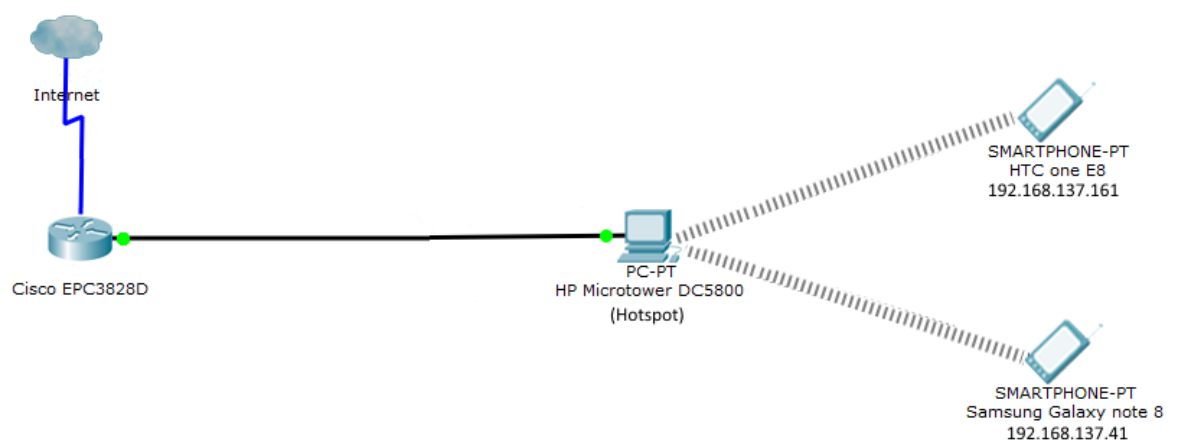 Internet
Cisco EPC3828D
PC-PT
HP Microtower DC5800
(Hotspot)
SMARTPHONE-PT
HTC one E8
192.168.137.161
SMARTPHONE-PT
Samsung Galaxy note 8
192.168.137.41